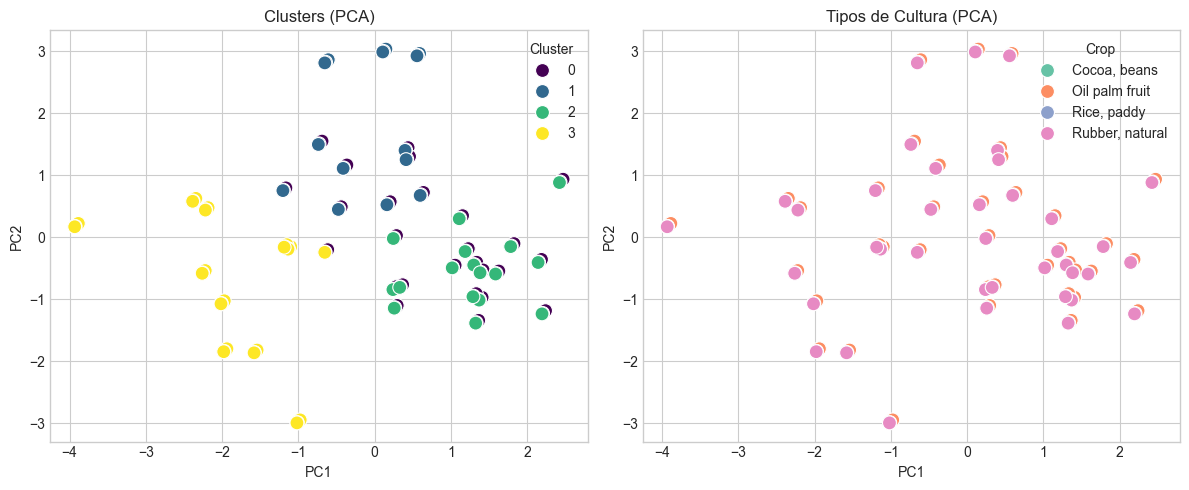 Clusters (PCA)
Cluster
0
1
2
3
3
2
1
0
−1
−2
−3
PC2
−4
−3
−2
−1
0
1
2
PC1
Tipos de Cultura (PCA)
Crop
Cocoa, beans
Oil palm fruit
Rice, paddy
Rubber, natural
3
2
1
0
−1
−2
−3
PC2
−4
−3
−2
−1
0
1
2
PC1